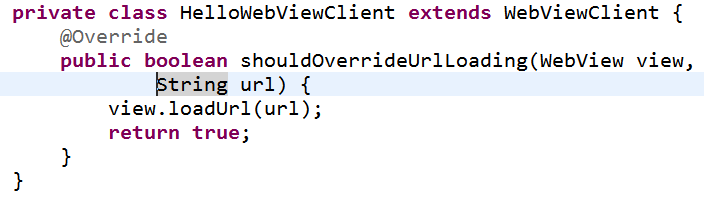 private class HelloWebViewClient extends WebViewClient {
    @Override
    public boolean shouldOverrideUrlLoading(WebView view,
            String url) {
        view.loadUrl(url);
        return true;
    }
}